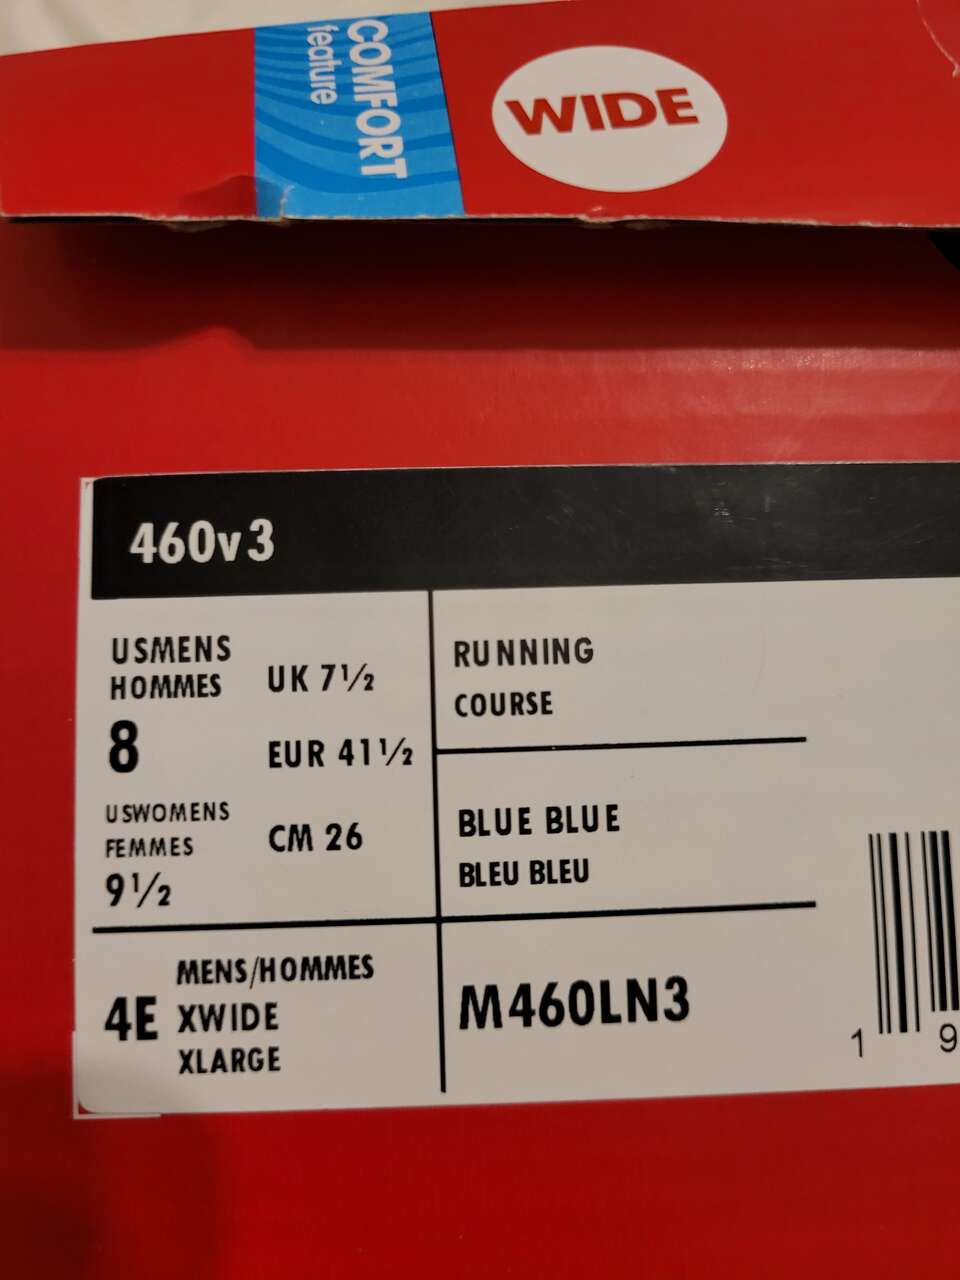 COMFORT
feature
WIDE
460v3
USMENS
HOMMES
8
UK 7½
EUR 41½
USWOMENS
FEMMES
9½
CM 26
RUNNING
COURSE
BLUE BLUE
BLEU BLEU
4E
MENS/HOMMES
XWIDE
XLARGE
M460LN3
1 9